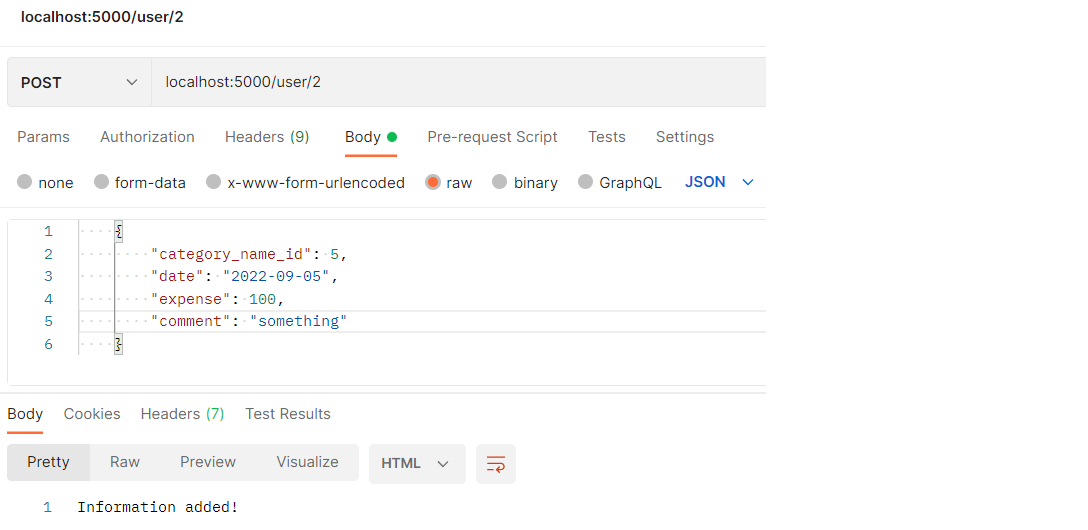 localhost:5000/user/2
POST localhost:5000/user/2
Params Authorization Headers (9) Body Pre-request Script Tests Settings
none form-data x-www-form-urlencoded raw binary GraphQL JSON
1 {
2 "category_name_id": 5,
3 "date": "2022-09-05",
4 "expense": 100,
5 "comment": "something"
6 }
Body Cookies Headers (7) Test Results
Pretty Raw Preview Visualize HTML
1 Information added!